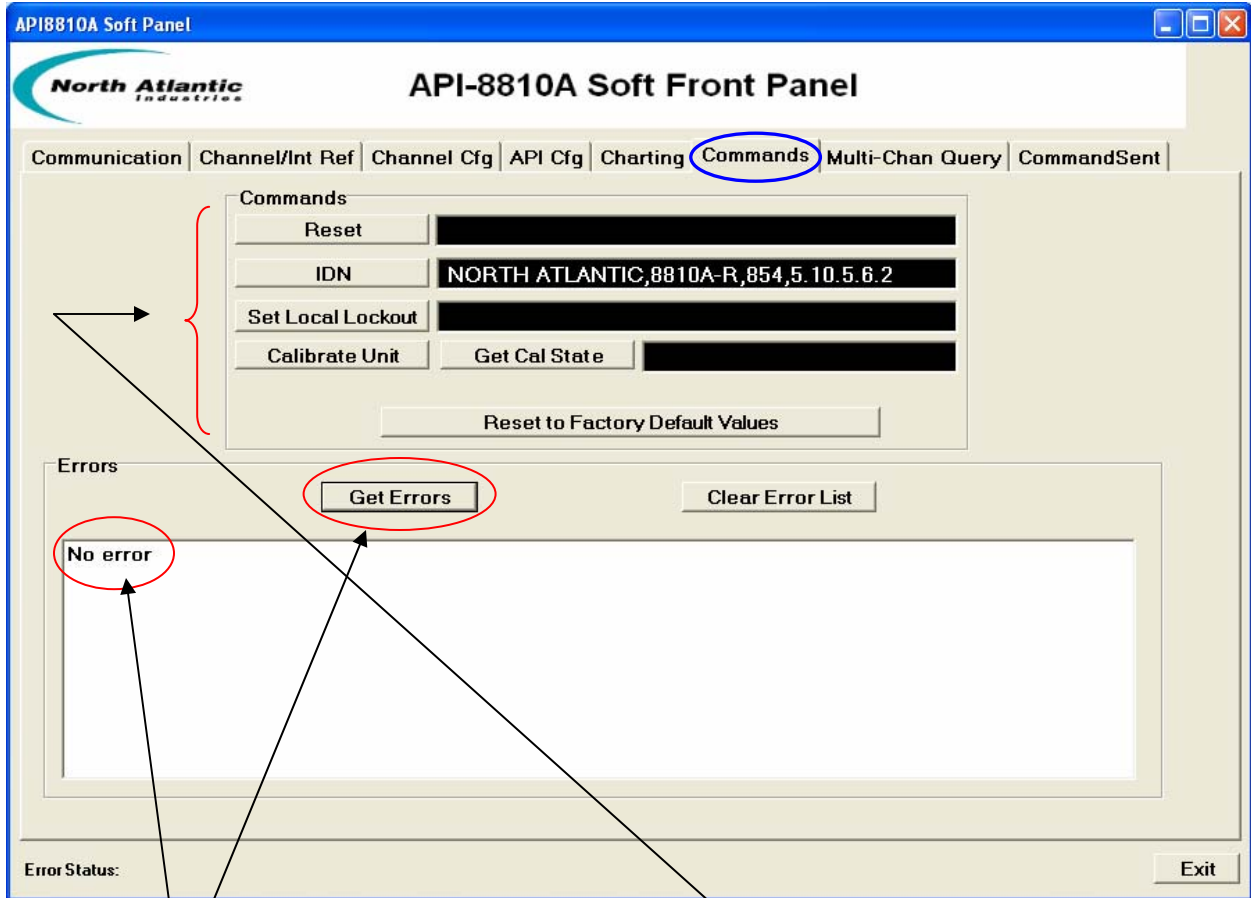 API8810A Soft Panel
North Atlantic
Industries
API-8810A Soft Front Panel
Communication
Channel/Int Ref
Channel Cfg
API Cfg
Charting
Commands
Multi-Chan Query
CommandSent
Commands
Reset
IDN
NORTH ATLANTIC,8810A-R,854,5.10.5.6.2
Set Local Lockout
Calibrate Unit
Get Cal State
Reset to Factory Default Values
Errors
Get Errors
Clear Error List
No error
Error Status:
Exit